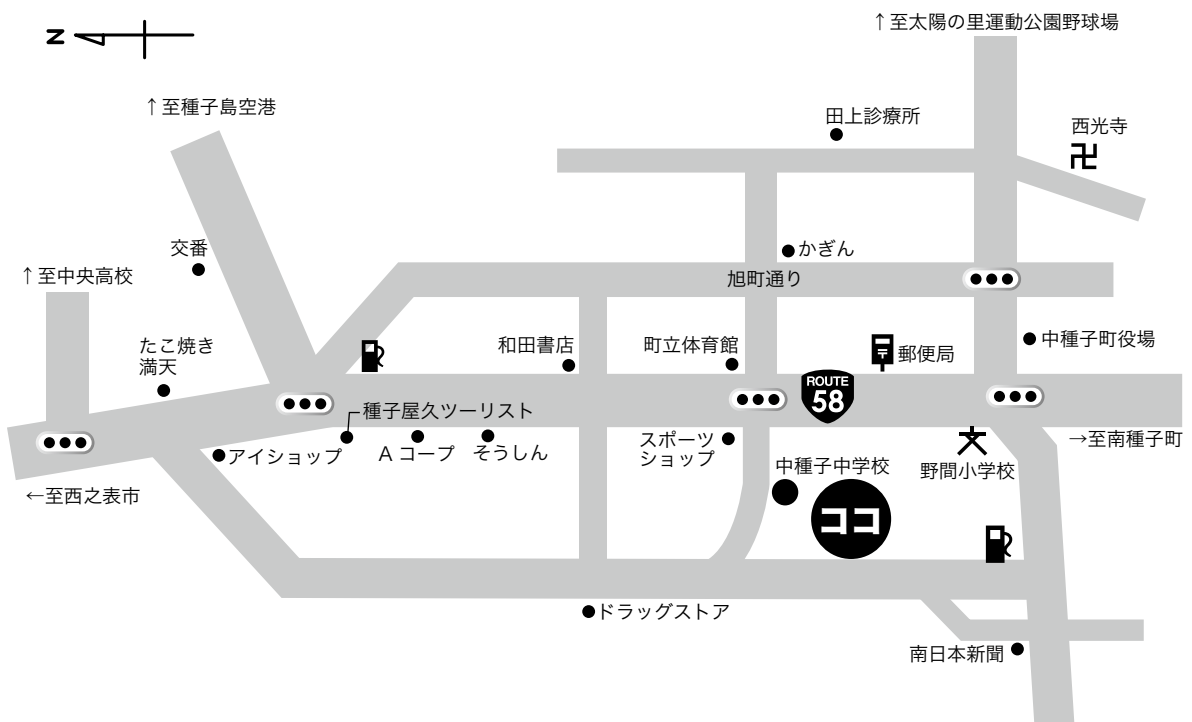 ↑至太陽の里運動公園野球場
N
↑至種子島空港
田上診療所
西光寺
卍
交番
かぎん
↑至中央高校
旭町通り
たこ焼き
満天
和田書店
町立体育館
郵便局
中種子町役場
ROUTE
58
種子屋久ツーリスト
アイショップ
A コープ
そうしん
スポーツ
ショップ
→至南種子町
中種子中学校
野間小学校
文
←至西之表市
ココ
ドラッグストア
南日本新聞